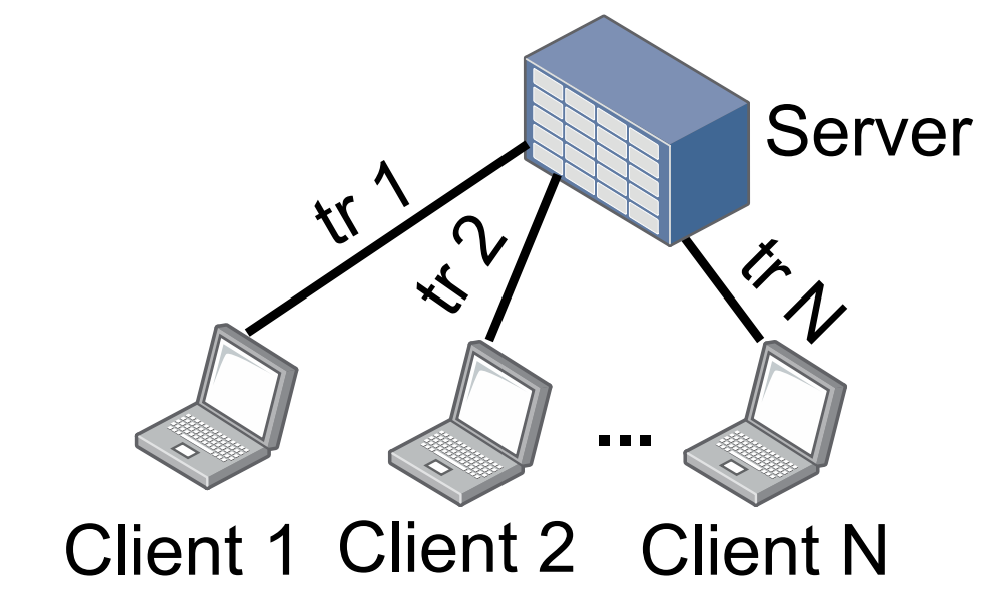 Server
tr 1
tr 2
tr N
...
Client 1
Client 2
Client N